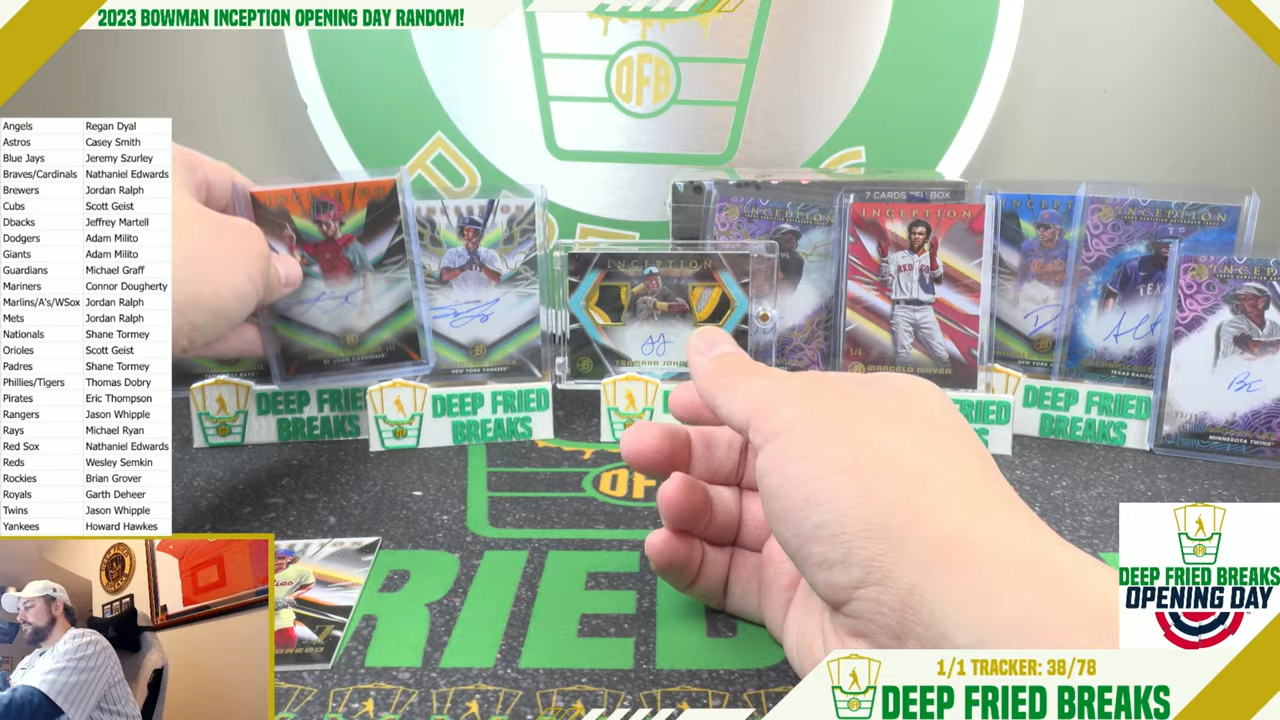 2023 BOWMAN INCEPTION OPENING DAY RANDOM!
DFB
Angels Regan Dyal
Astros Casey Smith
Blue Jays Jeremy Szurley
Braves/Cardinals Nathaniel Edwards
Brewers Jordan Ralph
Cubs Scott Geist
Dbacks Jeffrey Martell
Dodgers Adam Milito
Giants Adam Milito
Guardians Michael Graff
Mariners Connor Dougherty
Marlins/A's/WSox Jordan Ralph
Mets Jordan Ralph
Nationals Shane Tormey
Orioles Scott Geist
Padres Shane Tormey
Phillies/Tigers Thomas Dobry
Pirates Eric Thompson
Rangers Jason Whipple
Rays Michael Ryan
Red Sox Nathaniel Edwards
Reds Wesley Semkin
Rockies Brian Grover
Royals Garth Deheer
Twins Jason Whipple
Yankees Howard Hawkes
7 CARDS PER BOX
INCEPTION
INCEPTION
INCEPTION
INCEPTION
INCEPTION
RED SOX
MARCELO MAYER
NEW YORK YANKEES
TEXAS RANGERS
MINNESOTA TWINS
DEEP FRIED
BREAKS
DEEP FRIED
BREAKS
DEEP FRIED
BREAKS
FRIED
DEEP FRIED BREAKS
OPENING DAY
1/1 TRACKER: 38/78
DEEP FRIED BREAKS